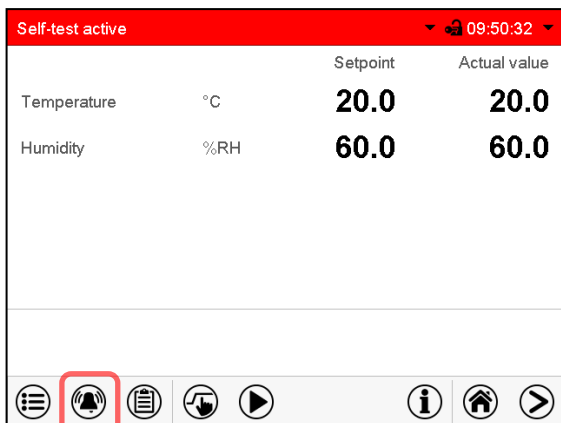 Self-test active 09:50:32
Setpoint Actual value
Temperature °C 20.0 20.0
Humidity %RH 60.0 60.0